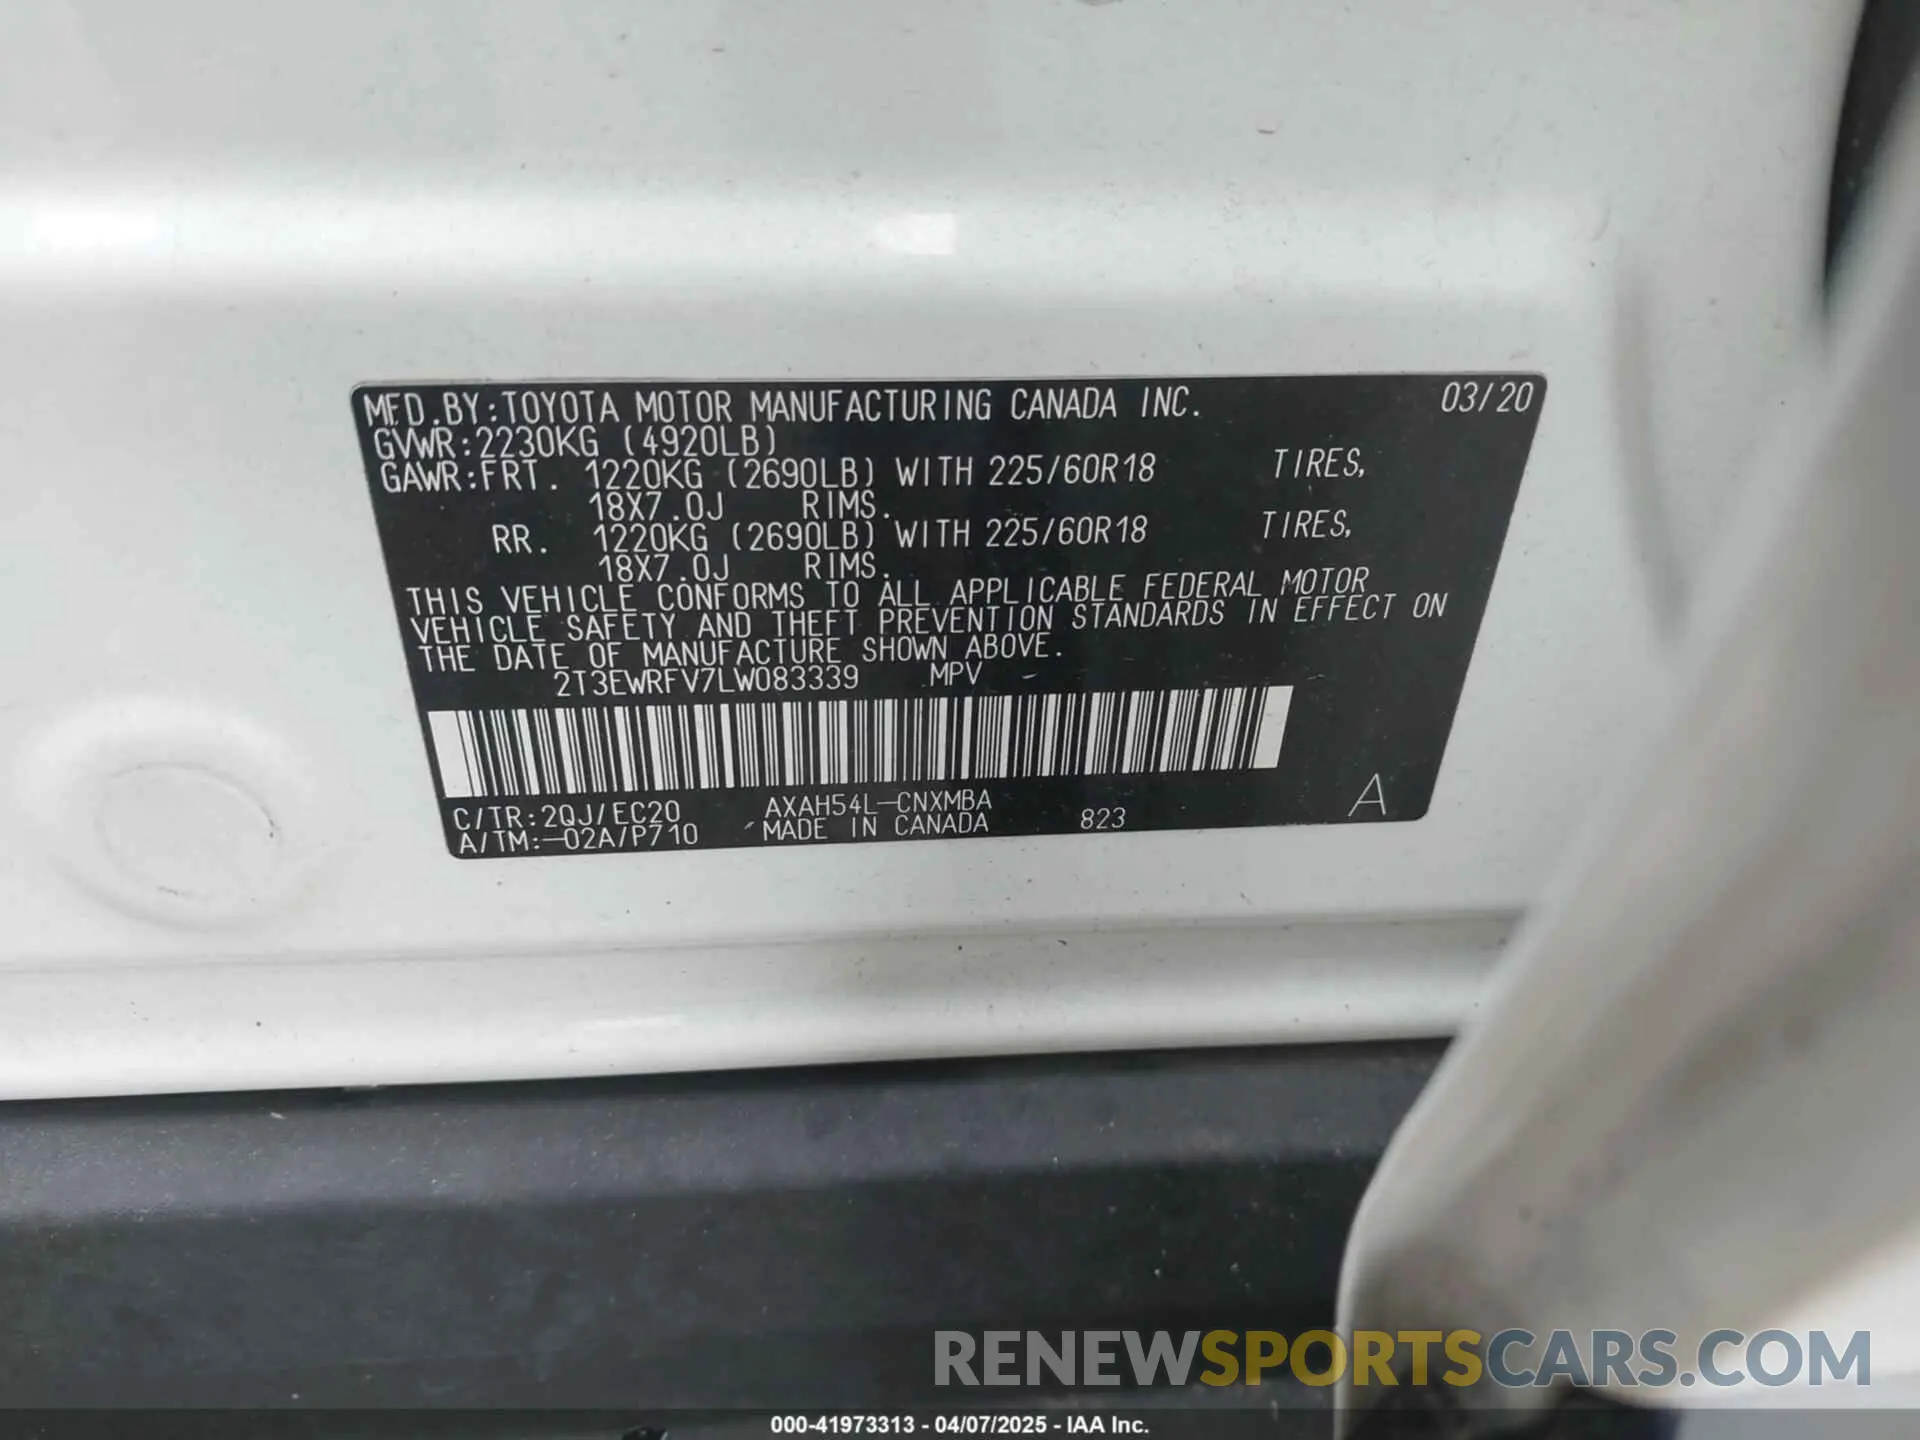 MFD.BY:TOYOTA MOTOR MANUFACTURING CANADA INC. 03/20
GVWR:2230KG (4920LB)
GAWR:FRT. 1220KG (2690LB) WITH 225/60R18 TIRES,
18X7.0J RIMS.
RR. 1220KG (2690LB) WITH 225/60R18 TIRES,
18X7.0J RIMS.
THIS VEHICLE CONFORMS TO ALL APPLICABLE FEDERAL MOTOR
VEHICLE SAFETY AND THEFT PREVENTION STANDARDS IN EFFECT ON
THE DATE OF MANUFACTURE SHOWN ABOVE.
2T3EWRFV7LW083339 MPV
C/TR:2QJ/EC20 AXAH54L-CNXMBA
A/TM:-02A/P710 MADE IN CANADA 823 A
RENEWSPORTSCARS.COM
000-41973313 - 04/07/2025 - IAA Inc.